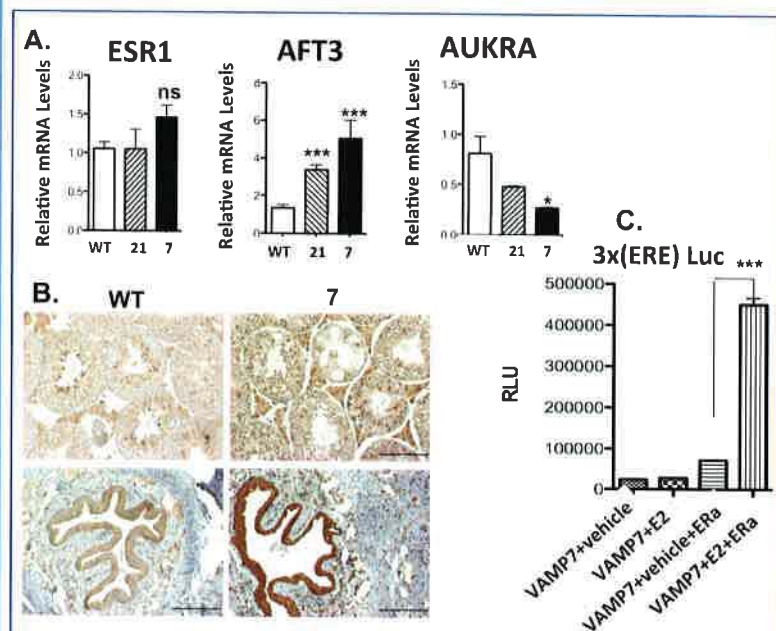 A.
ESR1
Relative mRNA Levels
2.0
1.5
1.0
0.5
0.0
ns
WT 21 7
AFT3
Relative mRNA Levels
8
6
4
2
0
***
***
WT 21 7
AUKRA
Relative mRNA Levels
1.5
1.0
0.5
0.0
*
WT 21 7
B.
WT 7
C.
3x(ERE) Luc
***
RLU
500000
400000
300000
200000
100000
0
VAMP7+vehicle
VAMP7+E2
VAMP7+vehicle+ERa
VAMP7+E2+ERa